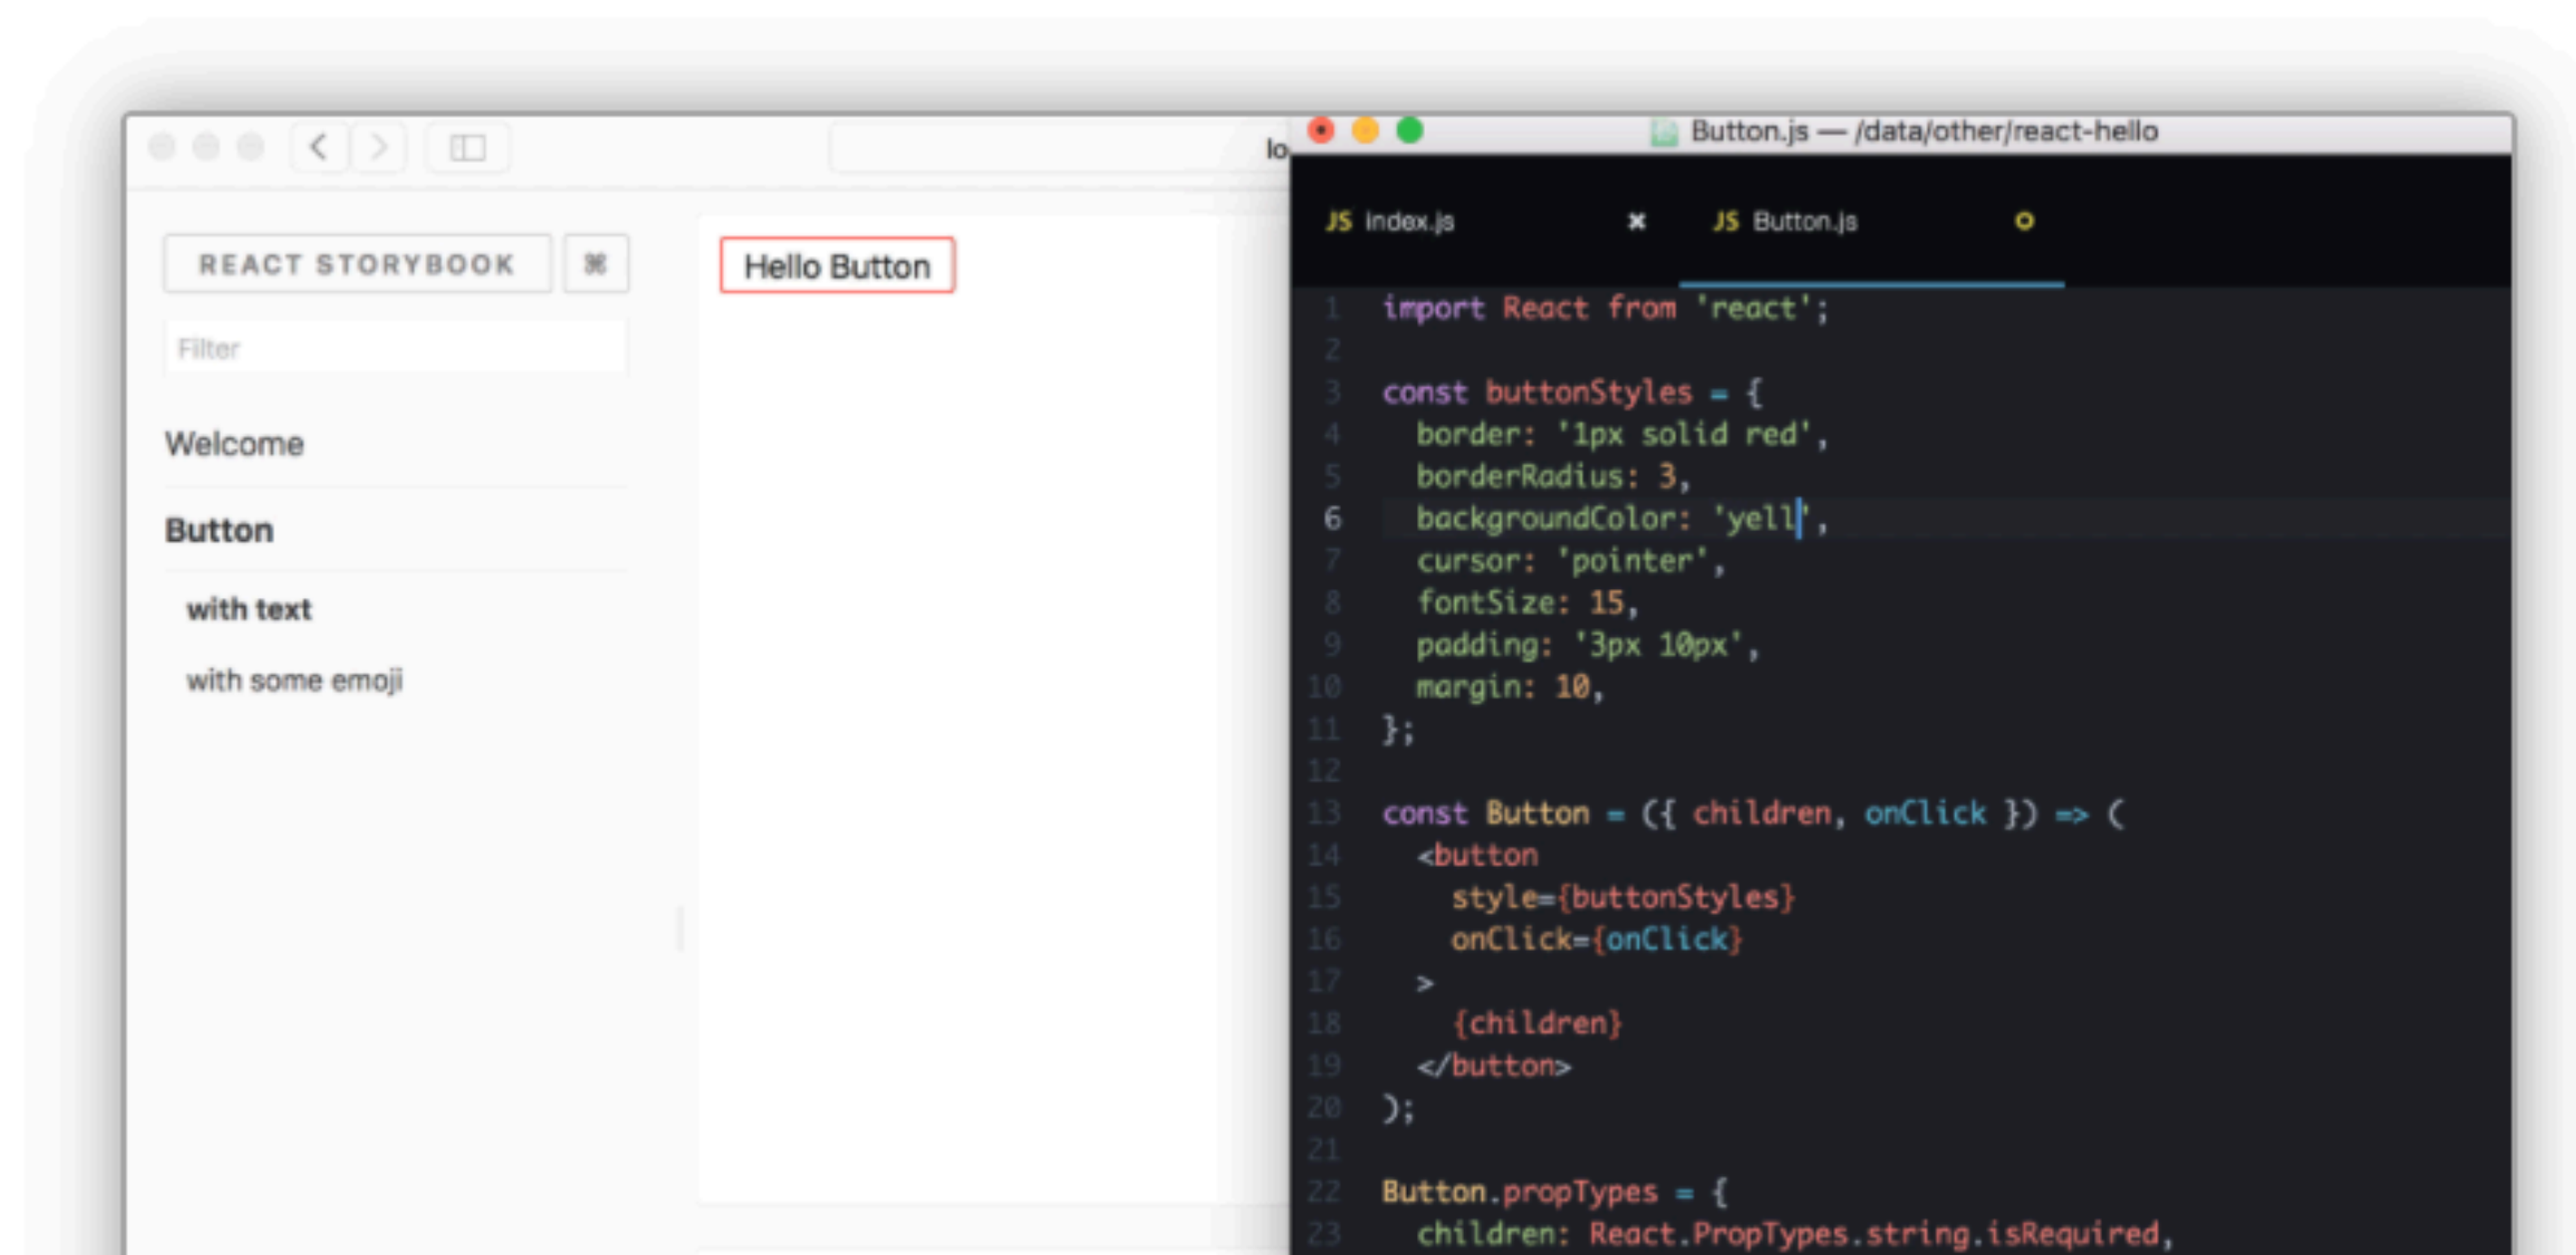 lo
REACT STORYBOOK ⌘
Filter
Welcome
Button
with text
with some emoji
Hello Button
Button.js — /data/other/react-hello
JS index.js × JS Button.js
1 import React from 'react';
2
3 const buttonStyles = {
4 border: '1px solid red',
5 borderRadius: 3,
6 backgroundColor: 'yell',
7 cursor: 'pointer',
8 fontSize: 15,
9 padding: '3px 10px',
10 margin: 10,
11 };
12
13 const Button = ({ children, onClick }) => (
14 <button
15 style={buttonStyles}
16 onClick={onClick}
17 >
18 {children}
19 </button>
20 );
21
22 Button.propTypes = {
23 children: React.PropTypes.string.isRequired,